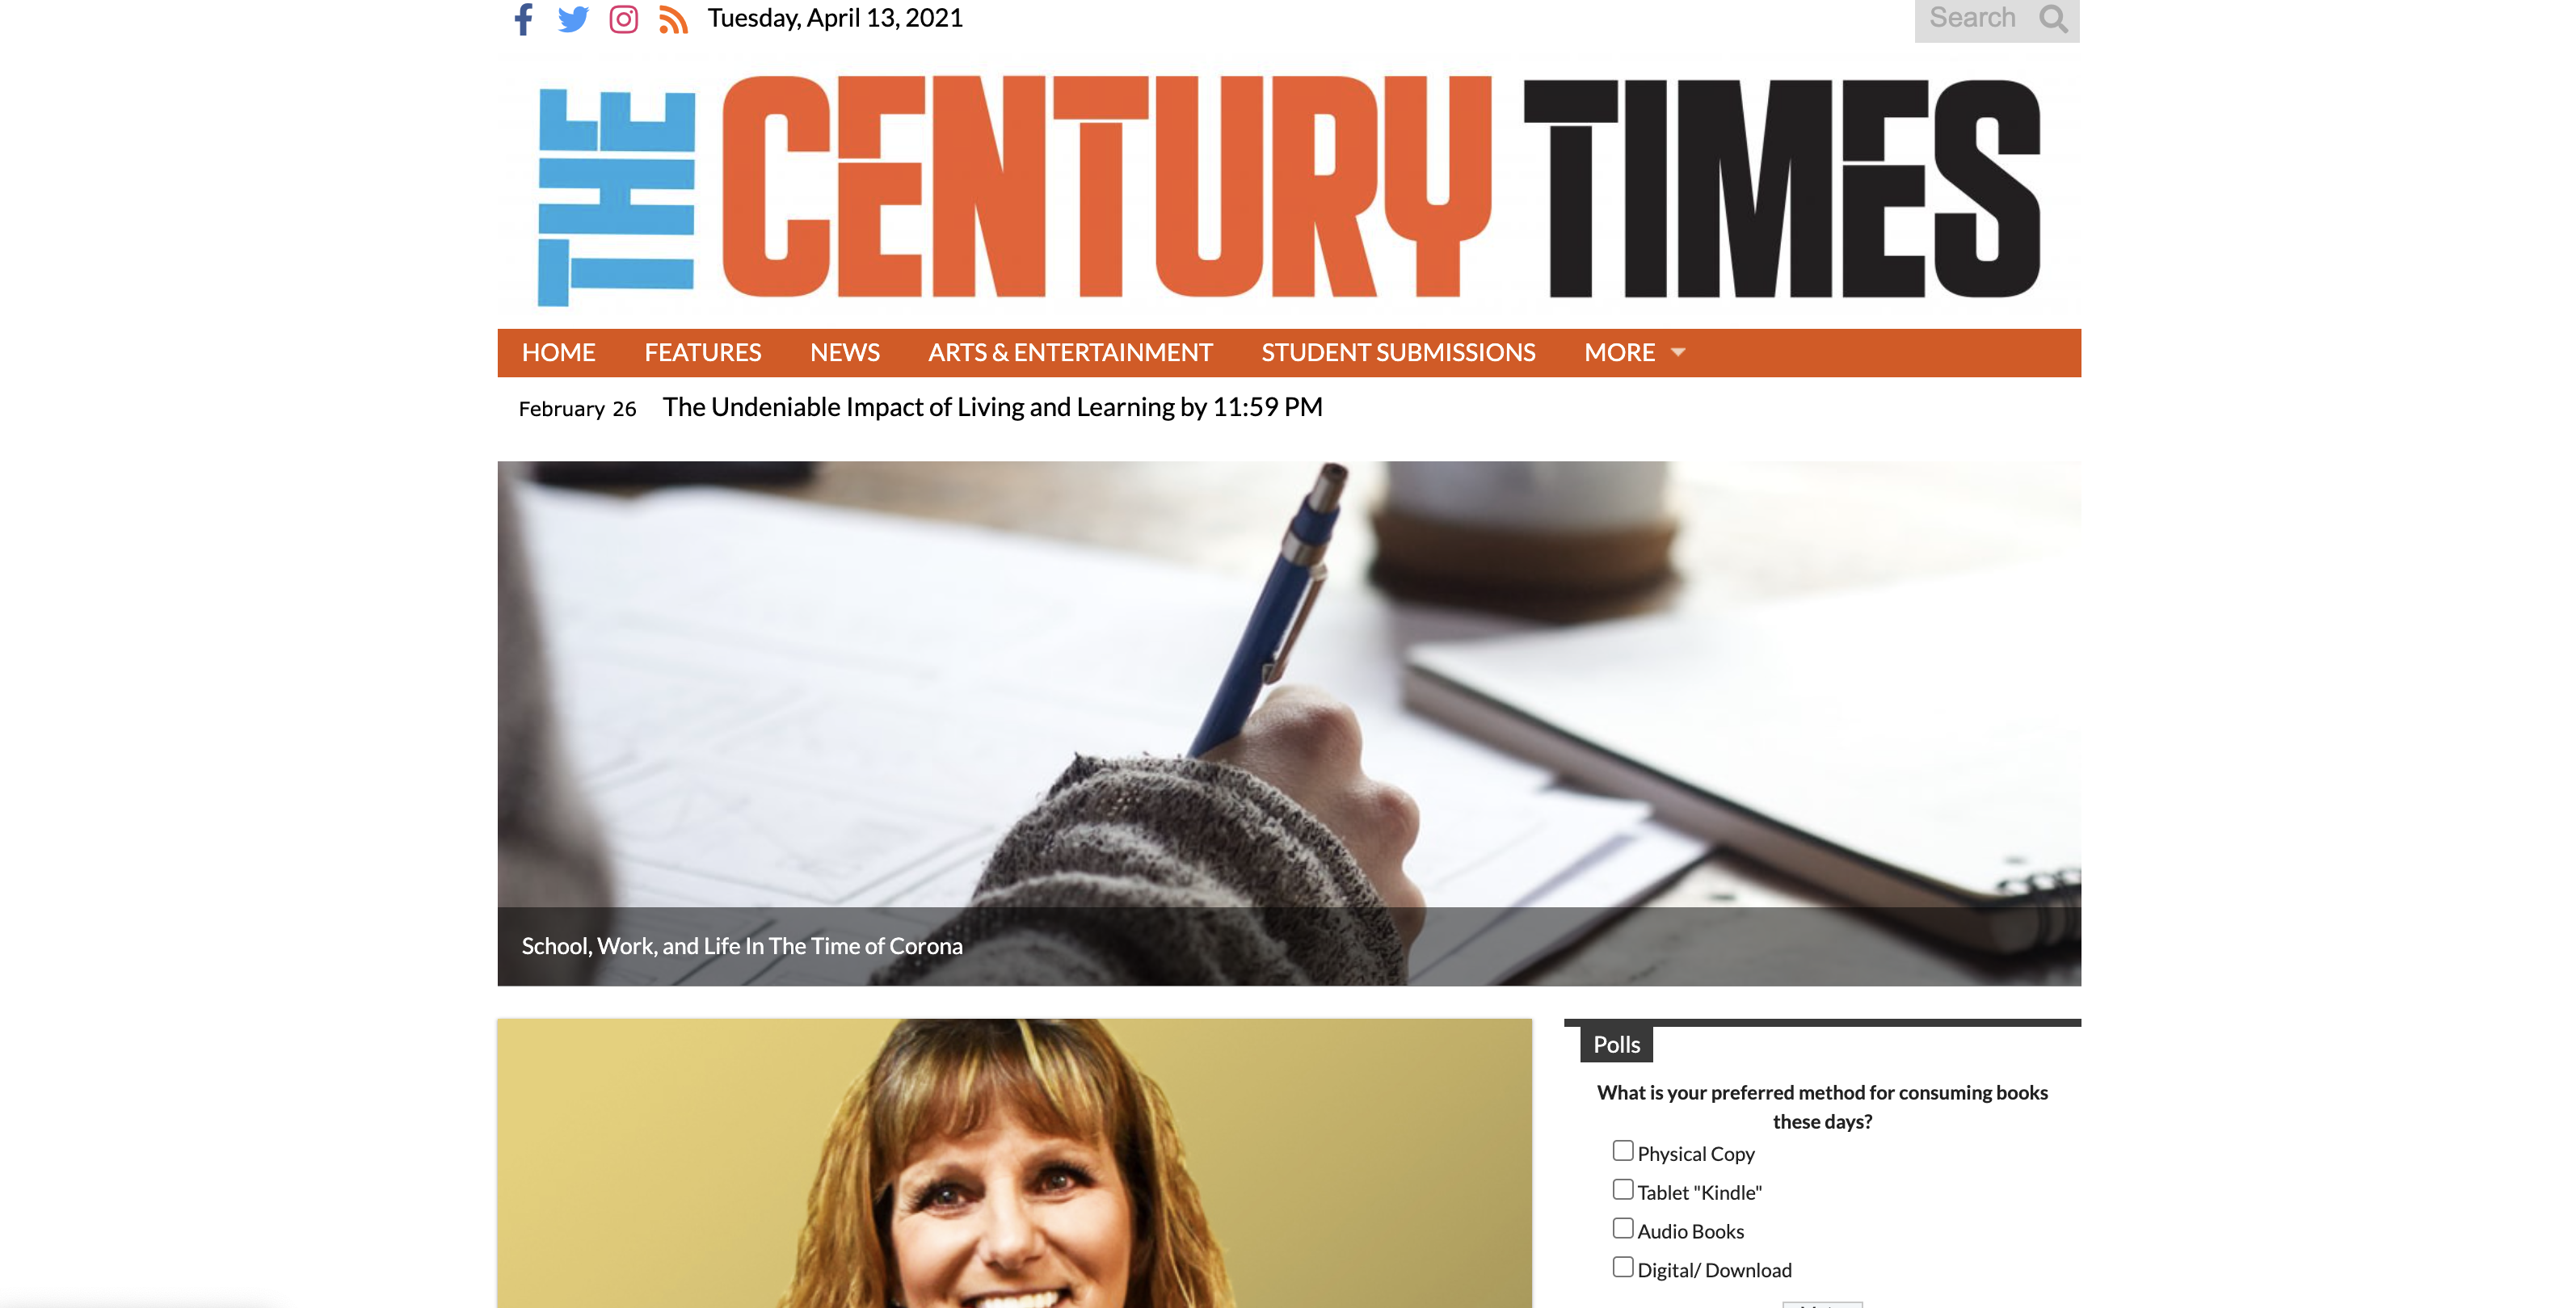 Tuesday, April 13, 2021
Search
THE CENTURY TIMES
HOME FEATURES NEWS ARTS & ENTERTAINMENT STUDENT SUBMISSIONS MORE
February 26 The Undeniable Impact of Living and Learning by 11:59 PM
School, Work, and Life In The Time of Corona
Polls
What is your preferred method for consuming books
these days?
Physical Copy
Tablet "Kindle"
Audio Books
Digital/ Download